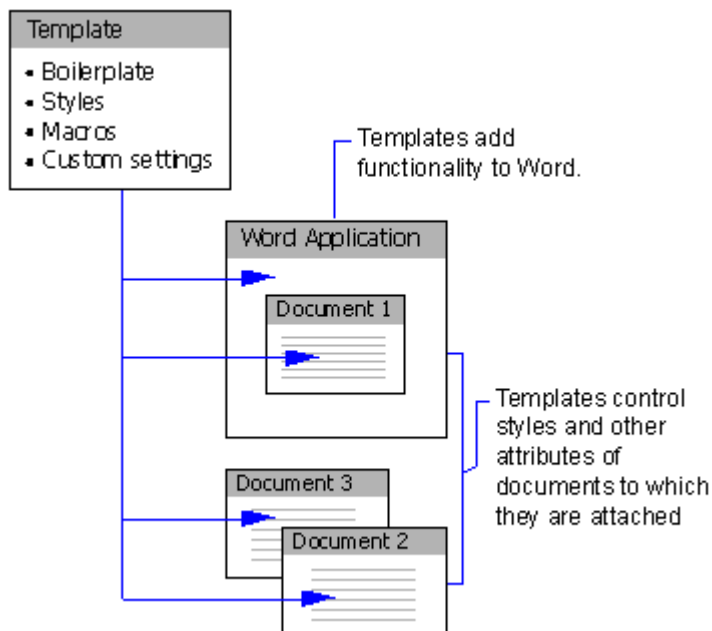 Template
• Boilerplate
• Styles
• Macros
• Custom settings
Templates add
functionality to Word.
Word Application
Document 1
Templates control
styles and other
attributes of
documents to which
they are attached
Document 3
Document 2